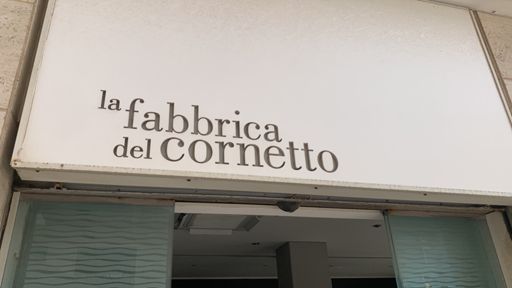 la fabbrica
del cornetto